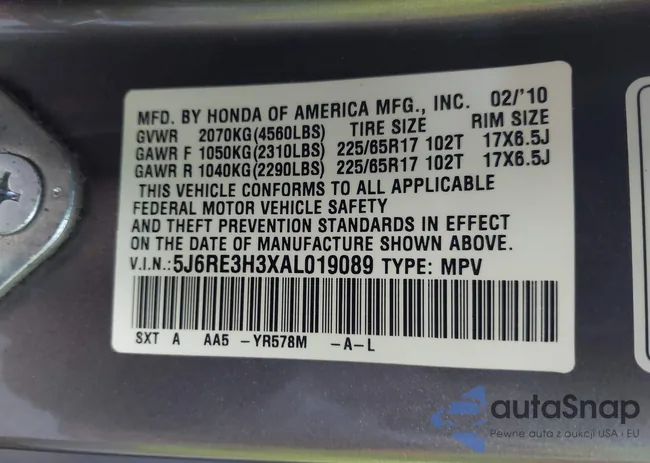 MFD. BY HONDA OF AMERICA MFG., INC. 02/'10
GVWR 2070KG(4560LBS) TIRE SIZE RIM SIZE
GAWR F 1050KG(2310LBS) 225/65R17 102T 17X6.5J
GAWR R 1040KG(2290LBS) 225/65R17 102T 17X6.5J
THIS VEHICLE CONFORMS TO ALL APPLICABLE
FEDERAL MOTOR VEHICLE SAFETY
AND THEFT PREVENTION STANDARDS IN EFFECT
ON THE DATE OF MANUFACTURE SHOWN ABOVE.
V.I.N.:5J6RE3H3XAL019089 TYPE: MPV
SXT A AA5 -YR578M -A-L
autoSnap
Pewne auta z aukcji USA i EU